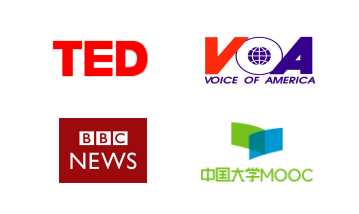 TED
VOA
VOICE OF AMERICA
BBC
NEWS
中国大学MOOC